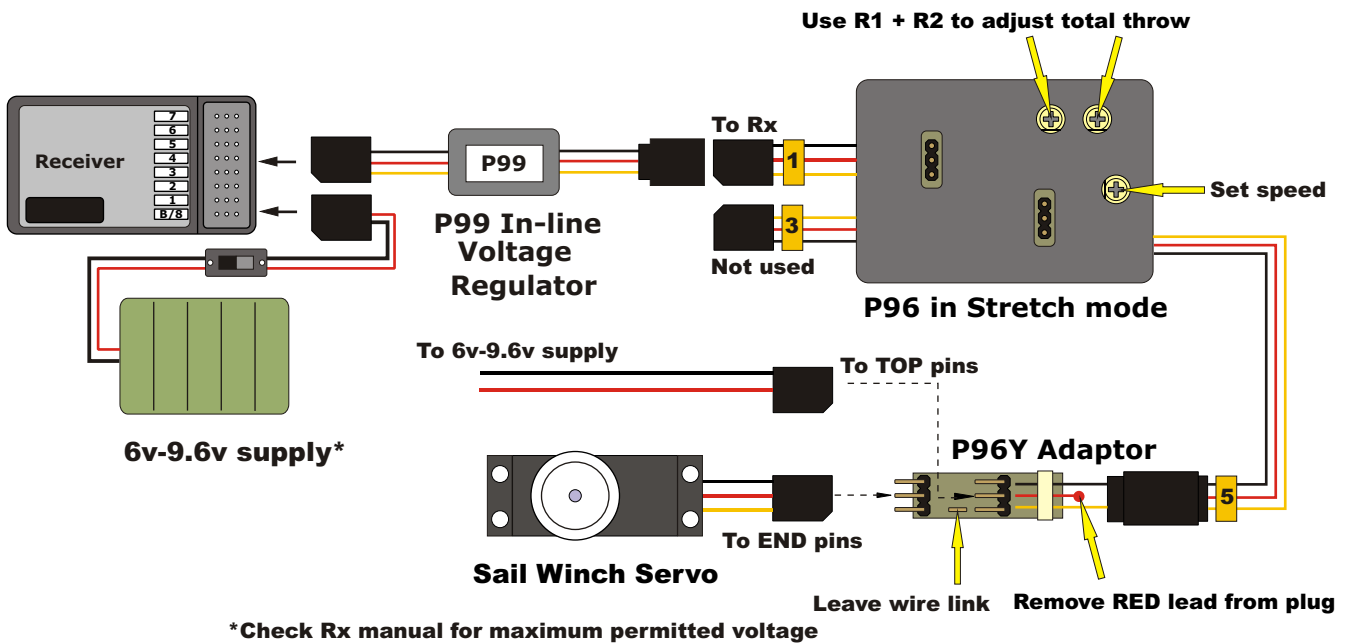 Use R1 + R2 to adjust total throw
Receiver
7
6
5
4
3
2
1
B/8
P99
To Rx
1
3
Not used
Set speed
P99 In-line
Voltage
Regulator
P96 in Stretch mode
To 6v-9.6v supply
To TOP pins
6v-9.6v supply*
P96Y Adaptor
5
To END pins
Sail Winch Servo
Leave wire link
Remove RED lead from plug
*Check Rx manual for maximum permitted voltage